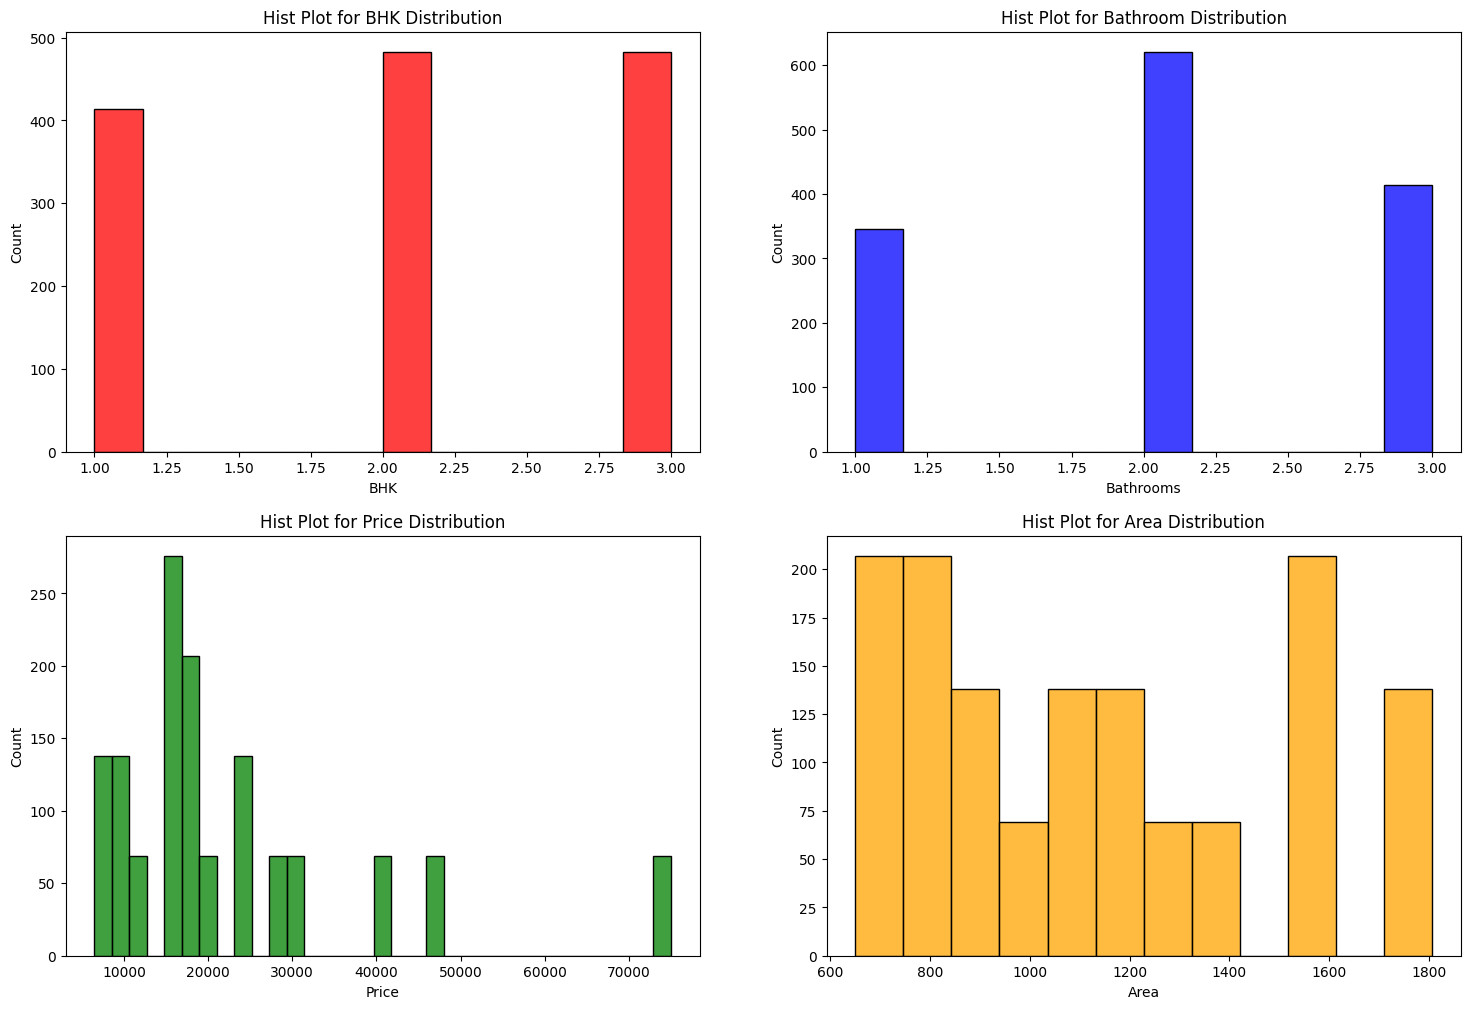 Hist Plot for BHK Distribution
500
400
300
200
100
0
Count
1.00 1.25 1.50 1.75 2.00 2.25 2.50 2.75 3.00
BHK
Hist Plot for Bathroom Distribution
600
500
400
300
200
100
0
Count
1.00 1.25 1.50 1.75 2.00 2.25 2.50 2.75 3.00
Bathrooms
Hist Plot for Price Distribution
250
200
150
100
50
0
Count
10000 20000 30000 40000 50000 60000 70000
Price
Hist Plot for Area Distribution
200
175
150
125
100
75
50
25
0
Count
600 800 1000 1200 1400 1600 1800
Area